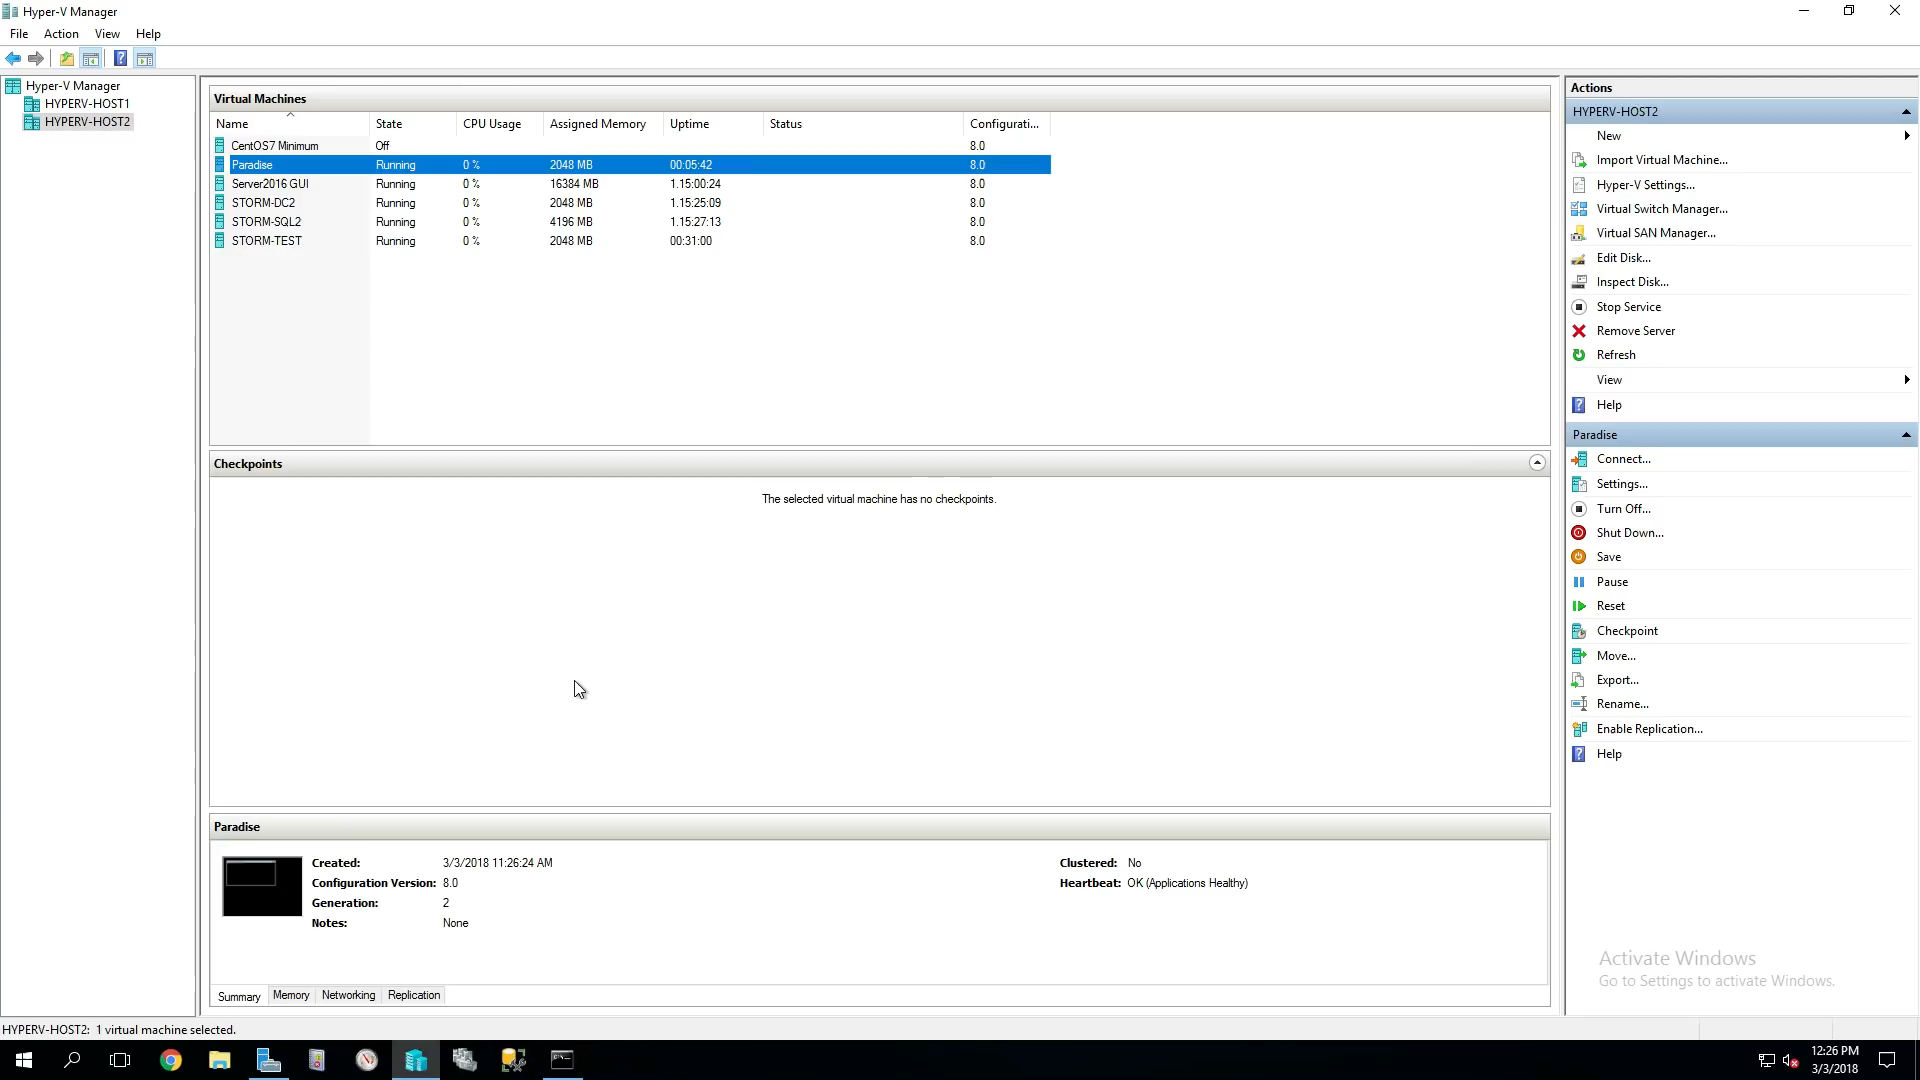 Hyper-V Manager
File Action View Help
Hyper-V Manager
HYPERV-HOST1
HYPERV-HOST2
Virtual Machines
Name State CPU Usage Assigned Memory Uptime Status Configurati...
CentOS7 Minimum Off 8.0
Paradise Running 0 % 2048 MB 00:05:42 8.0
Server2016 GUI Running 0 % 16384 MB 1.15:00:24 8.0
STORM-DC2 Running 0 % 2048 MB 1.15:25:09 8.0
STORM-SQL2 Running 0 % 4196 MB 1.15:27:13 8.0
STORM-TEST Running 0 % 2048 MB 00:31:00 8.0
Checkpoints
The selected virtual machine has no checkpoints.
Paradise
Created: 3/3/2018 11:26:24 AM Clustered: No
Configuration Version: 8.0 Heartbeat: OK (Applications Healthy)
Generation: 2
Notes: None
Summary Memory Networking Replication
Actions
HYPERV-HOST2
New
Import Virtual Machine...
Hyper-V Settings...
Virtual Switch Manager...
Virtual SAN Manager...
Edit Disk...
Inspect Disk...
Stop Service
Remove Server
Refresh
View
Help
Paradise
Connect...
Settings...
Turn Off...
Shut Down...
Save
Pause
Reset
Checkpoint
Move...
Export...
Rename...
Enable Replication...
Help
Activate Windows
Go to Settings to activate Windows.
HYPERV-HOST2: 1 virtual machine selected.
12:26 PM
3/3/2018